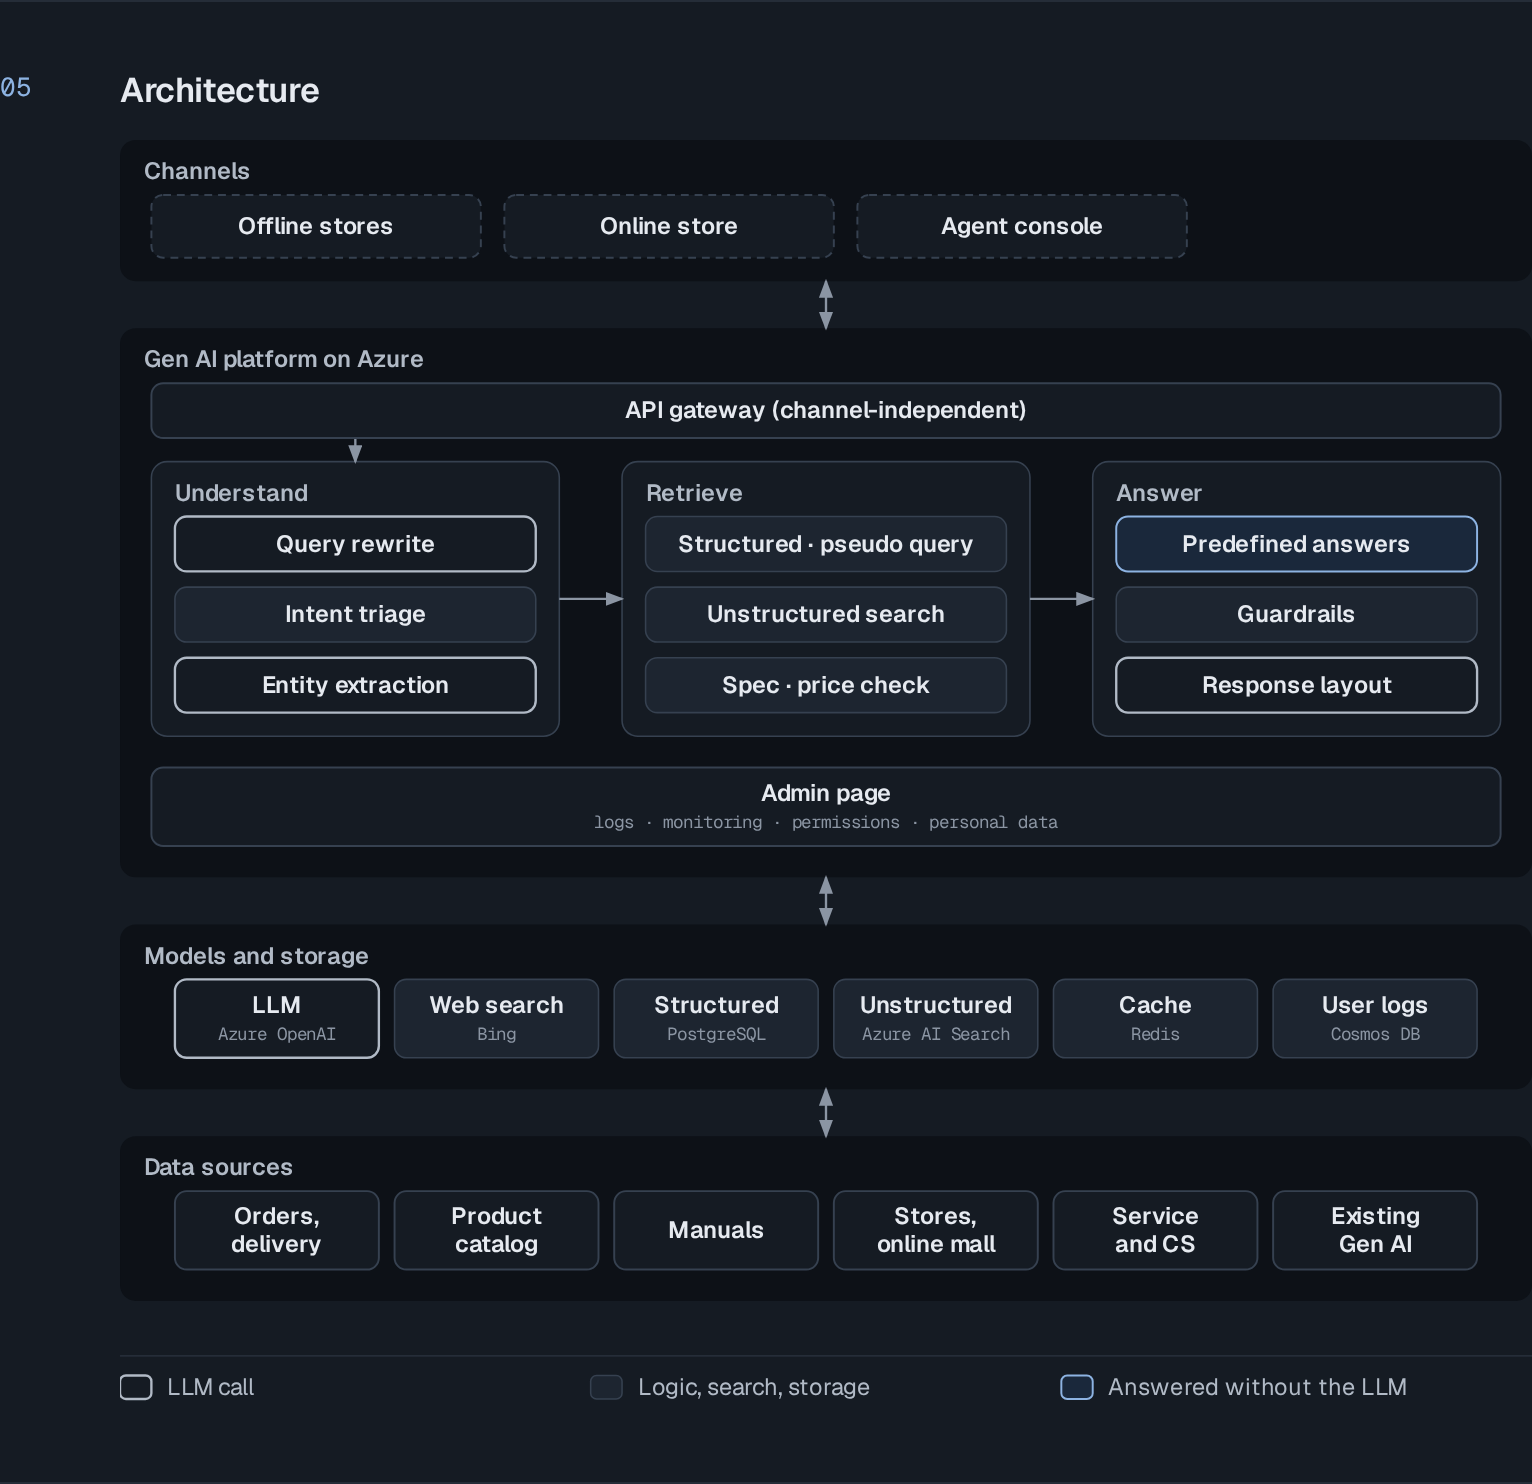 05
Architecture
Channels
Offline stores
Online store
Agent console
Gen AI platform on Azure
API gateway (channel-independent)
Understand
Query rewrite
Intent triage
Entity extraction
Retrieve
Structured · pseudo query
Unstructured search
Spec · price check
Answer
Predefined answers
Guardrails
Response layout
Admin page
logs · monitoring · permissions · personal data
Models and storage
LLM
Azure OpenAI
Web search
Bing
Structured
PostgreSQL
Unstructured
Azure AI Search
Cache
Redis
User logs
Cosmos DB
Data sources
Orders,
delivery
Product
catalog
Manuals
Stores,
online mall
Service
and CS
Existing
Gen AI
LLM call
Logic, search, storage
Answered without the LLM